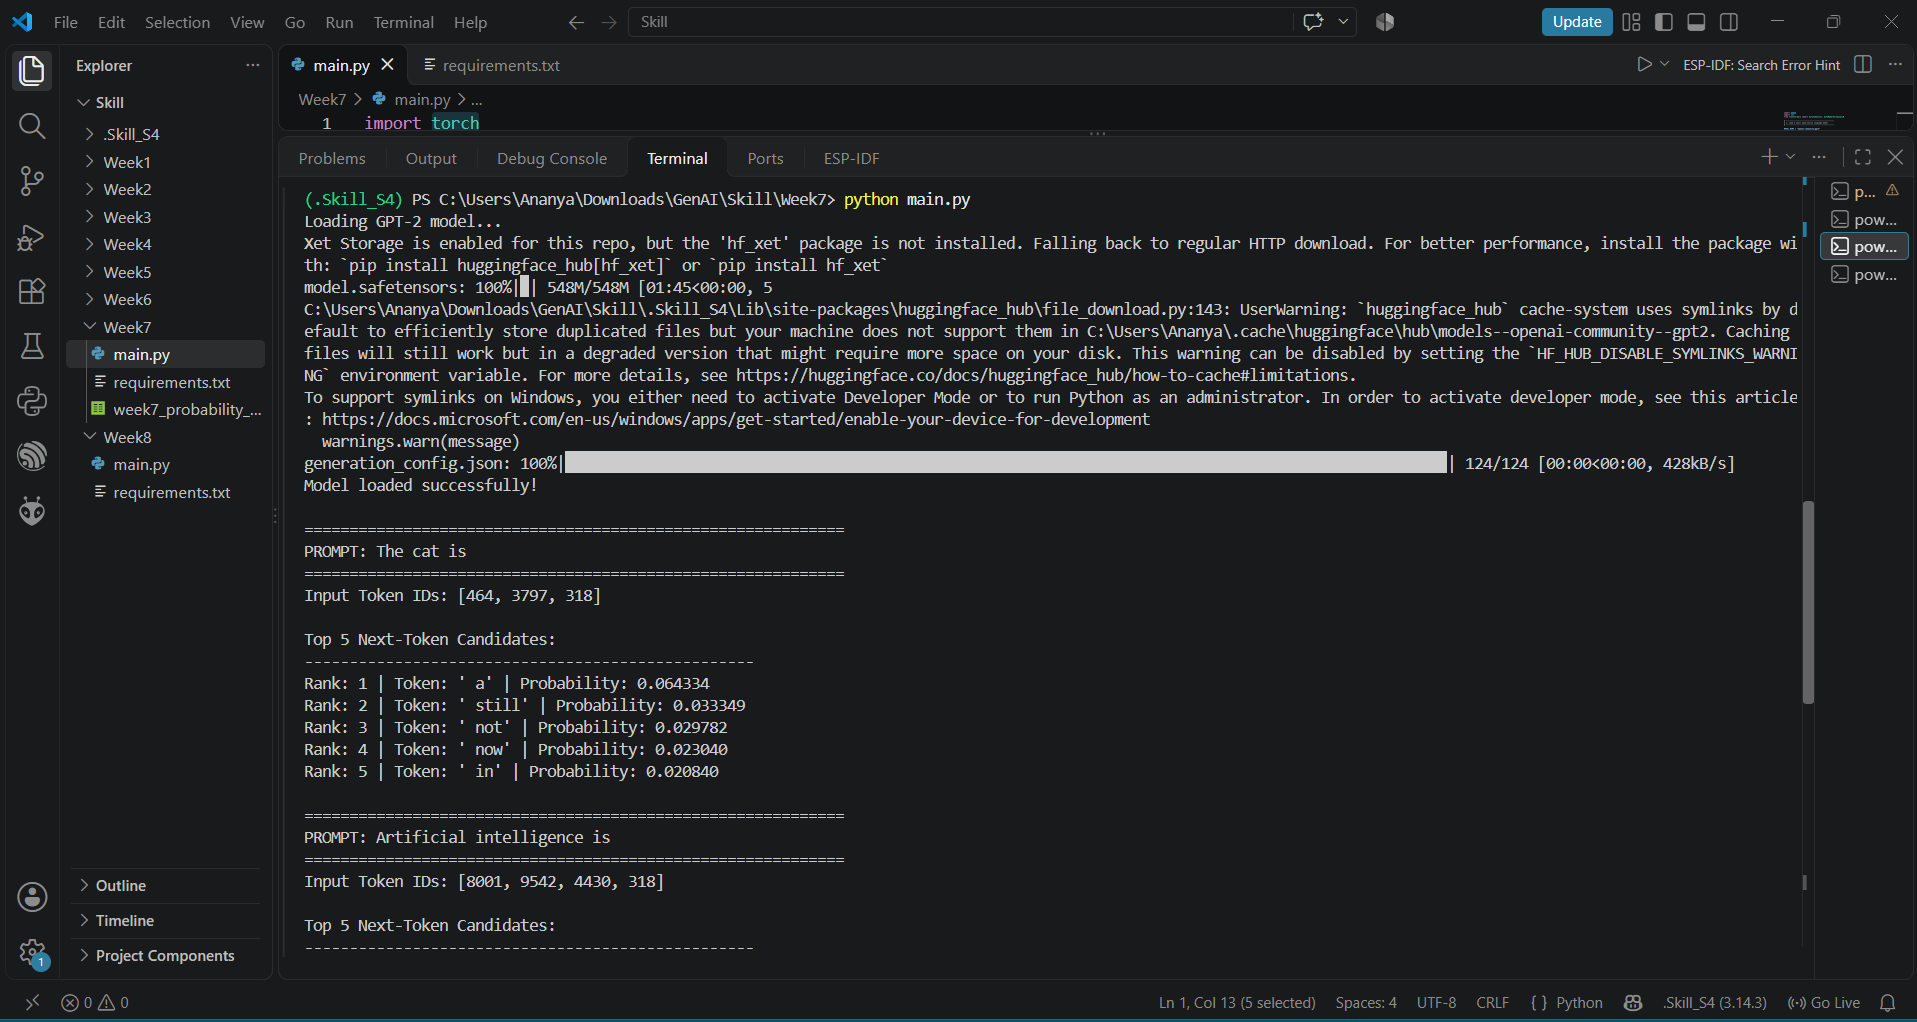 File Edit Selection View Go Run Terminal Help
Skill
Update
Explorer
Skill
.Skill_S4
Week1
Week2
Week3
Week4
Week5
Week6
Week7
main.py
requirements.txt
week7_probability_...
Week8
main.py
requirements.txt
Outline
Timeline
Project Components
1
main.py
requirements.txt
ESP-IDF: Search Error Hint
Week7 > main.py > ...
1 import torch
Problems Output Debug Console Terminal Ports ESP-IDF
(.Skill_S4) PS C:\Users\Ananya\Downloads\GenAI\Skill\Week7> python main.py
Loading GPT-2 model...
Xet Storage is enabled for this repo, but the 'hf_xet' package is not installed. Falling back to regular HTTP download. For better performance, install the package wi
th: `pip install huggingface_hub[hf_xet]` or `pip install hf_xet`
model.safetensors: 100%|█| 548M/548M [01:45<00:00, 5
C:\Users\Ananya\Downloads\GenAI\Skill\.Skill_S4\Lib\site-packages\huggingface_hub\file_download.py:143: UserWarning: `huggingface_hub` cache-system uses symlinks by d
efault to efficiently store duplicated files but your machine does not support them in C:\Users\Ananya\.cache\huggingface\hub\models--openai-community--gpt2. Caching
files will still work but in a degraded version that might require more space on your disk. This warning can be disabled by setting the `HF_HUB_DISABLE_SYMLINKS_WARNI
NG` environment variable. For more details, see https://huggingface.co/docs/huggingface_hub/how-to-cache#limitations.
To support symlinks on Windows, you either need to activate Developer Mode or to run Python as an administrator. In order to activate developer mode, see this article
: https://docs.microsoft.com/en-us/windows/apps/get-started/enable-your-device-for-development
warnings.warn(message)
generation_config.json: 100%|█| 124/124 [00:00<00:00, 428kB/s]
Model loaded successfully!
============================================================
PROMPT: The cat is
============================================================
Input Token IDs: [464, 3797, 318]
Top 5 Next-Token Candidates:
--------------------------------------------------
Rank: 1 | Token: ' a' | Probability: 0.064334
Rank: 2 | Token: ' still' | Probability: 0.033349
Rank: 3 | Token: ' not' | Probability: 0.029782
Rank: 4 | Token: ' now' | Probability: 0.023040
Rank: 5 | Token: ' in' | Probability: 0.020840
============================================================
PROMPT: Artificial intelligence is
============================================================
Input Token IDs: [8001, 9542, 4430, 318]
Top 5 Next-Token Candidates:
--------------------------------------------------
p...
pow...
pow...
pow...
0 0
Ln 1, Col 13 (5 selected) Spaces: 4 UTF-8 CRLF { } Python .Skill_S4 (3.14.3) Go Live